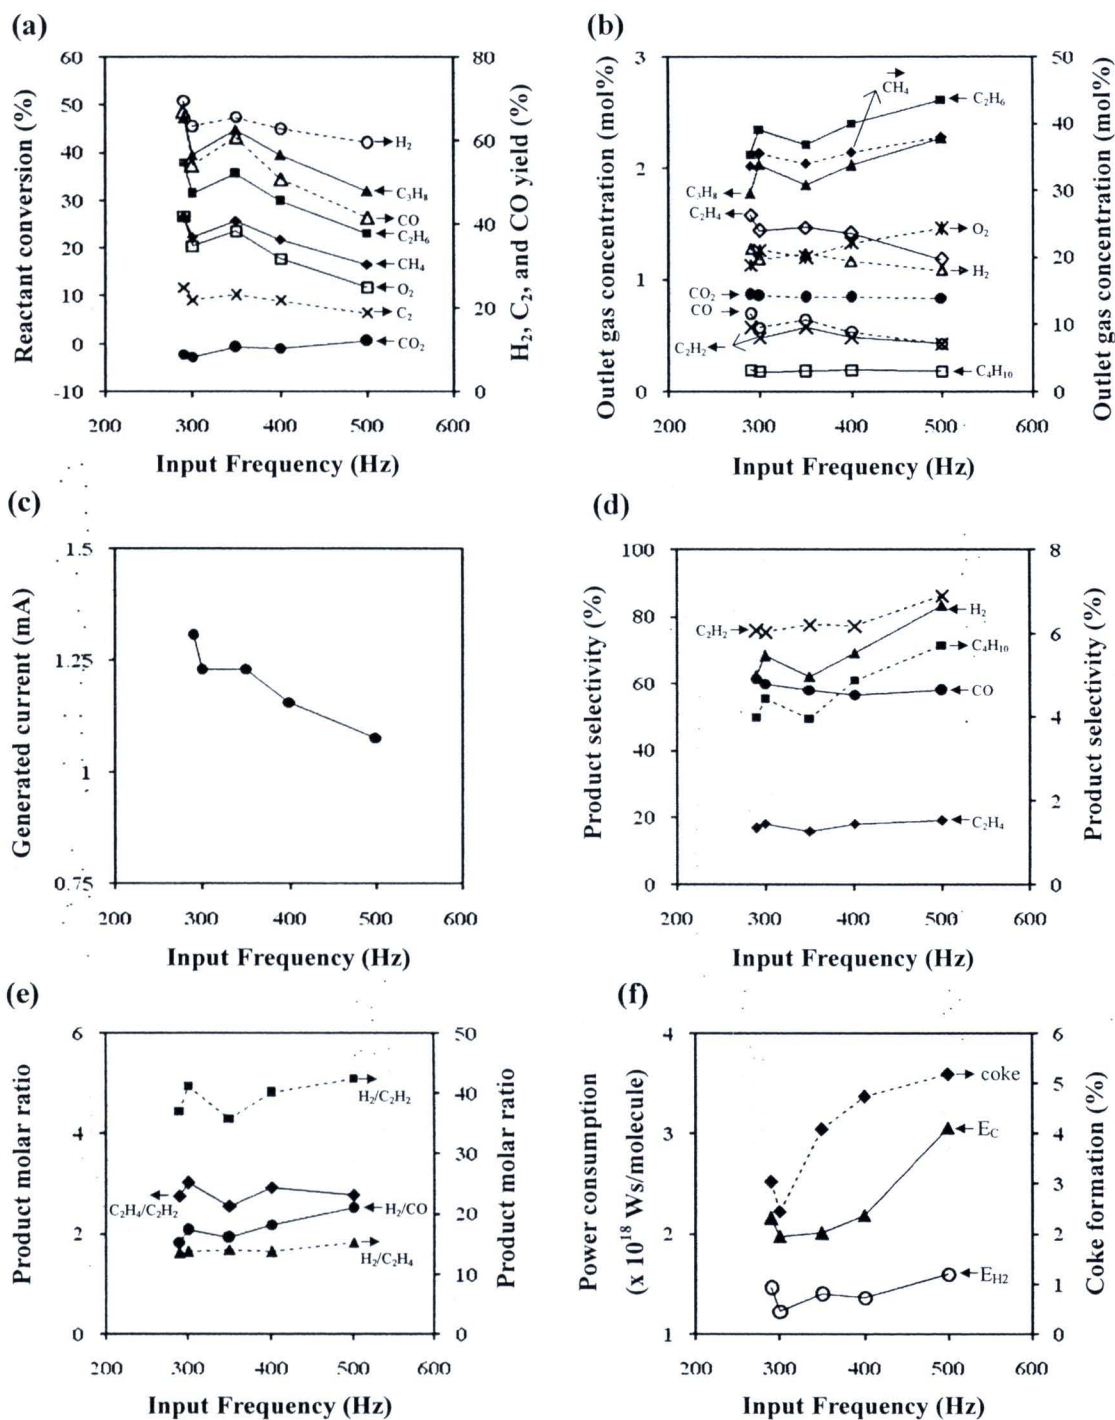 (a)
Reactant conversion (%)
60
50
40
30
20
10
0
-10
80
60
40
20
0
H₂, C₂, and CO yield (%)
H₂
C₃H₈
CO
C₂H₆
CH₄
O₂
C₂
CO₂
200 300 400 500 600
Input Frequency (Hz)
(b)
Outlet gas concentration (mol%)
3
2
1
0
50
40
30
20
10
0
Outlet gas concentration (mol%)
CH₄
C₂H₆
C₃H₈
C₂H₄
O₂
H₂
CO₂
CO
C₂H₂
C₄H₁₀
200 300 400 500 600
Input Frequency (Hz)
(c)
Generated current (mA)
1.5
1.25
1
0.75
200 300 400 500 600
Input Frequency (Hz)
(d)
Product selectivity (%)
100
80
60
40
20
0
8
6
4
2
0
Product selectivity (%)
C₂H₂
H₂
C₄H₁₀
CO
C₂H₄
200 300 400 500 600
Input Frequency (Hz)
(e)
Product molar ratio
6
4
2
0
50
40
30
20
10
0
Product molar ratio
H₂/C₂H₂
C₂H₄/C₂H₂
H₂/CO
H₂/C₂H₄
200 300 400 500 600
Input Frequency (Hz)
(f)
Power consumption
(x 10¹⁸ Ws/molecule)
4
3
2
1
6
5
4
3
2
1
0
Coke formation (%)
coke
E_C
E_H2
200 300 400 500 600
Input Frequency (Hz)